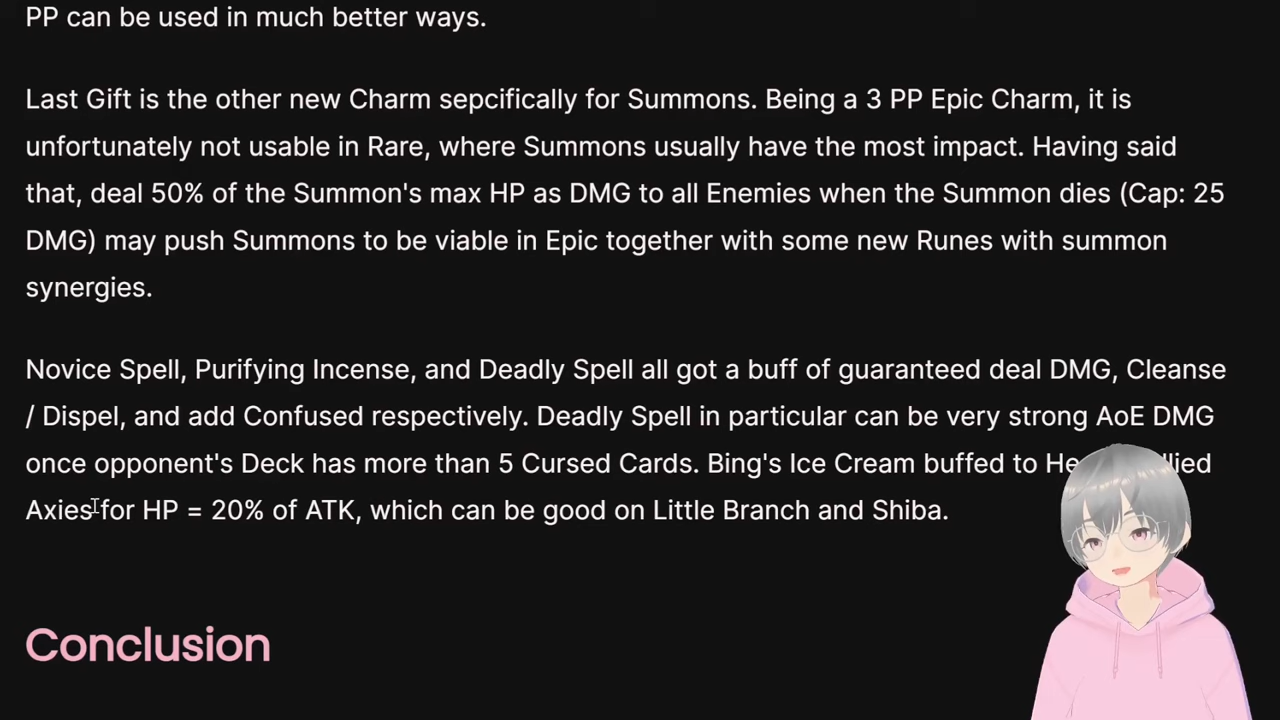 PP can be used in much better ways.
Last Gift is the other new Charm sepcifically for Summons. Being a 3 PP Epic Charm, it is
unfortunately not usable in Rare, where Summons usually have the most impact. Having said
that, deal 50% of the Summon's max HP as DMG to all Enemies when the Summon dies (Cap: 25
DMG) may push Summons to be viable in Epic together with some new Runes with summon
synergies.
Novice Spell, Purifying Incense, and Deadly Spell all got a buff of guaranteed deal DMG, Cleanse
/ Dispel, and add Confused respectively. Deadly Spell in particular can be very strong AoE DMG
once opponent's Deck has more than 5 Cursed Cards. Bing's Ice Cream buffed to
Axies for HP = 20% of ATK, which can be good on Little Branch and Shiba.
Conclusion